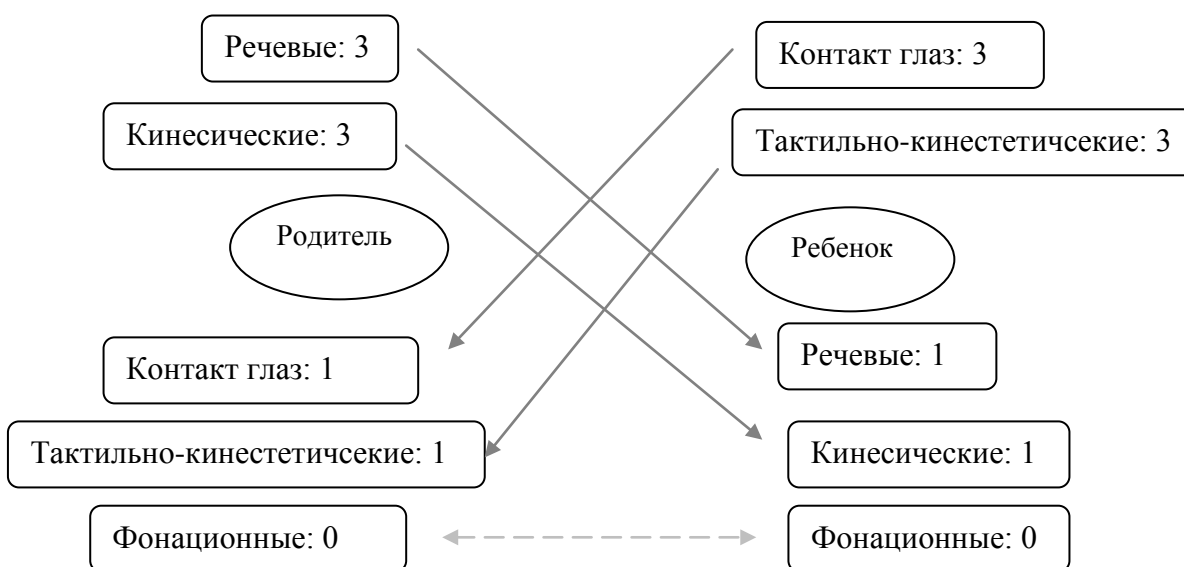 Речевые: 3
Контакт глаз: 3
Кинесические: 3
Тактильно-кинестетичсекие: 3
Родитель
Ребенок
Контакт глаз: 1
Речевые: 1
Тактильно-кинестетичсекие: 1
Кинесические: 1
Фонационные: 0
Фонационные: 0